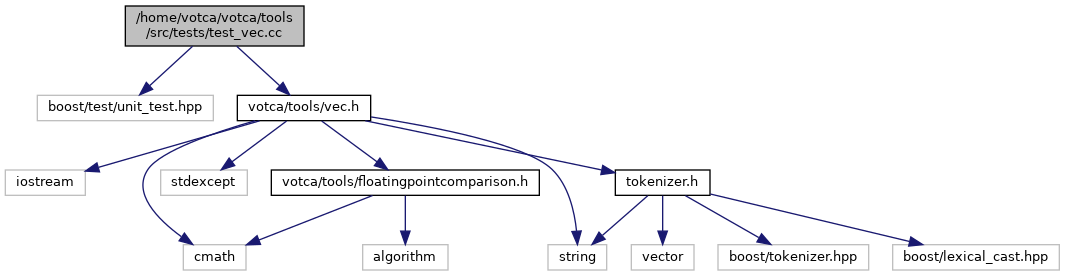 /home/votca/votca/tools
/src/tests/test_vec.cc
boost/test/unit_test.hpp
votca/tools/vec.h
iostream
stdexcept
votca/tools/floatingpointcomparison.h
tokenizer.h
cmath
algorithm
string
vector
boost/tokenizer.hpp
boost/lexical_cast.hpp